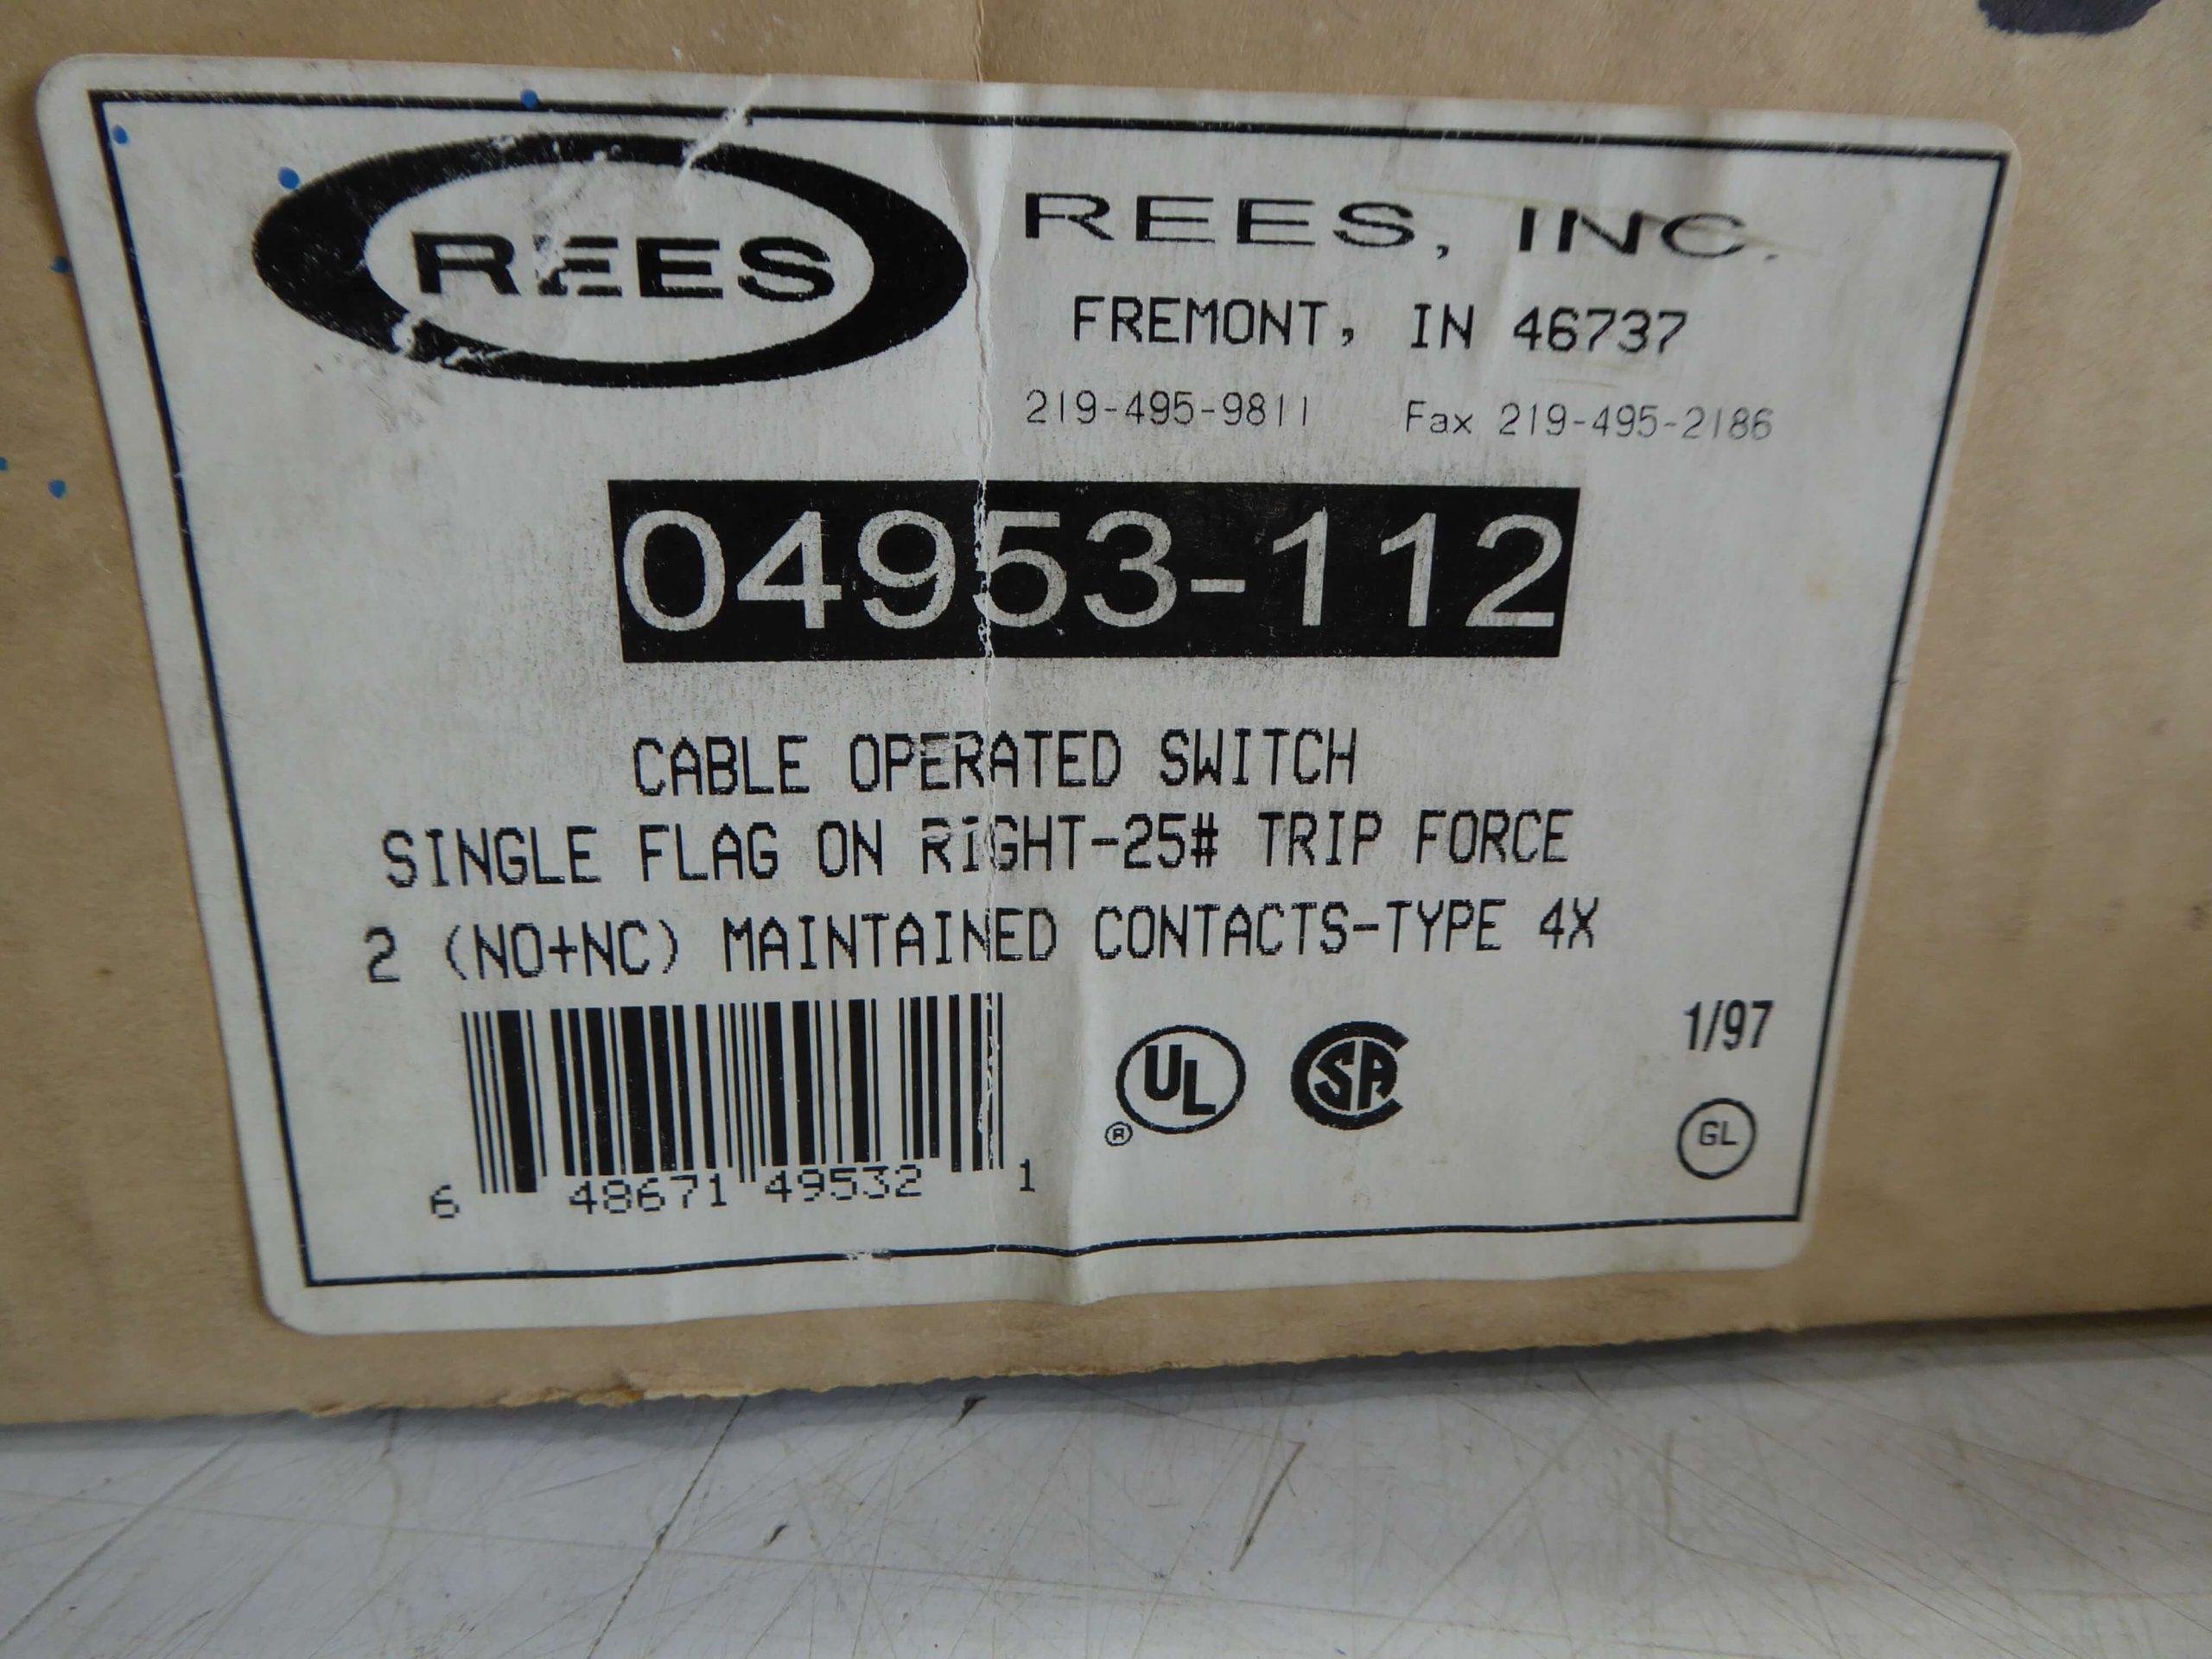 REES
REES, INC.
FREMONT, IN 46737
219-495-9811 Fax 219-495-2186
04953-112
CABLE OPERATED SWITCH
SINGLE FLAG ON RIGHT-25# TRIP FORCE
2 (NO+NC) MAINTAINED CONTACTS-TYPE 4X
1/97
UL ® SA
GL
6 48671 49532 1